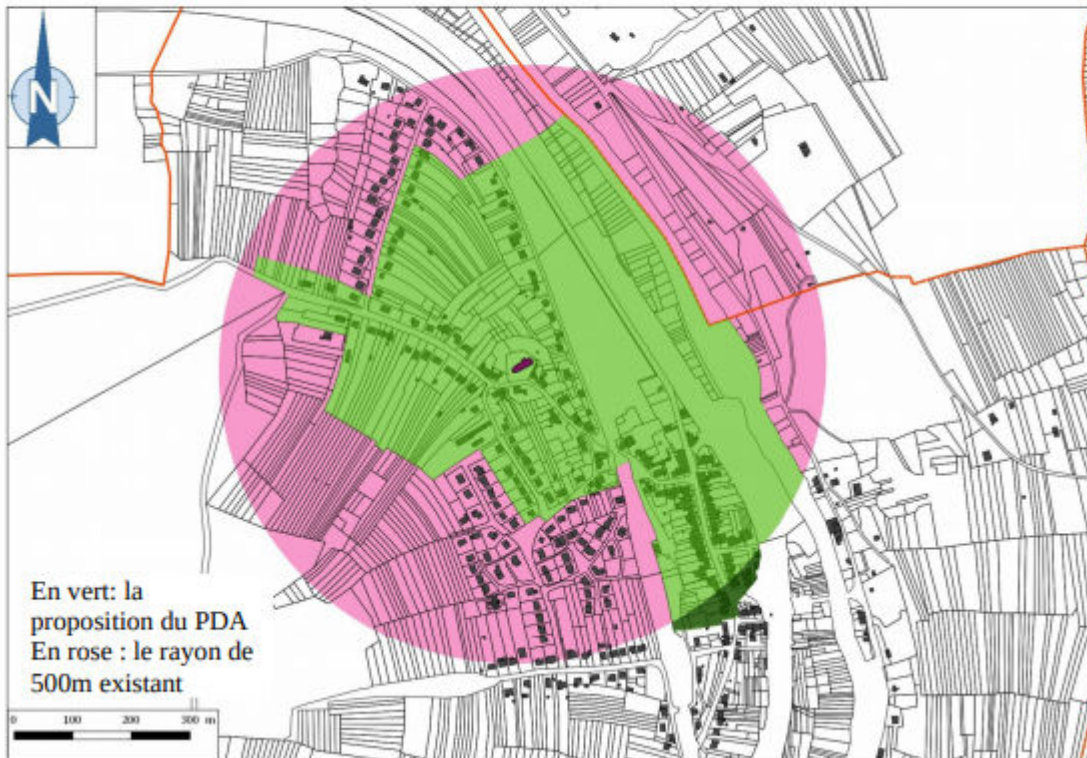 N
En vert: la
proposition du PDA
En rose : le rayon de
500m existant
0 100 200 300 m